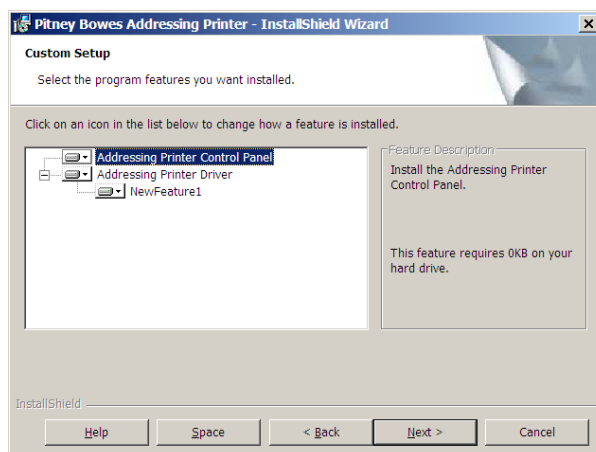 Pitney Bowes Addressing Printer - InstallShield Wizard
Custom Setup
Select the program features you want installed.
Click on an icon in the list below to change how a feature is installed.
Addressing Printer Control Panel
Addressing Printer Driver
NewFeature1
Feature Description
Install the Addressing Printer
Control Panel.
This feature requires 0KB on your
hard drive.
InstallShield
Help
Space
< Back
Next >
Cancel